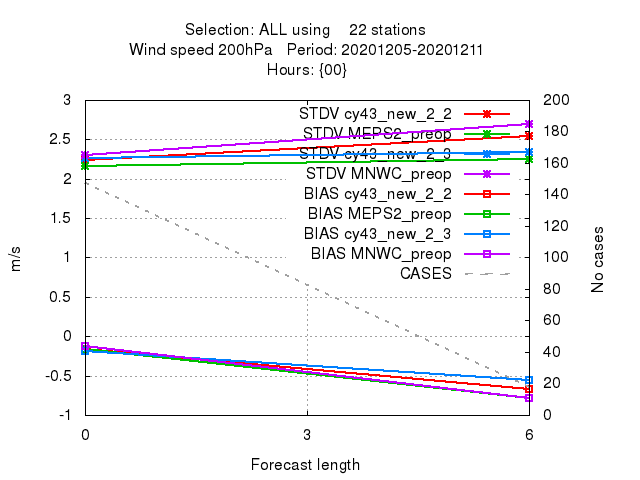 Selection: ALL using 22 stations
Wind speed 200hPa Period: 20201205-20201211
Hours: {00}
3 200
2.5 180
2 160
1.5 140
1 120
0.5 100
0 80
-0.5 60
-1 40
20
0
STDV cy43_new_2_2
STDV MEPS2_preop
STDV cy43_new_2_3
STDV MNWC_preop
BIAS cy43_new_2_2
BIAS MEPS2_preop
BIAS cy43_new_2_3
BIAS MNWC_preop
CASES
m/s
No cases
0 3 6
Forecast length